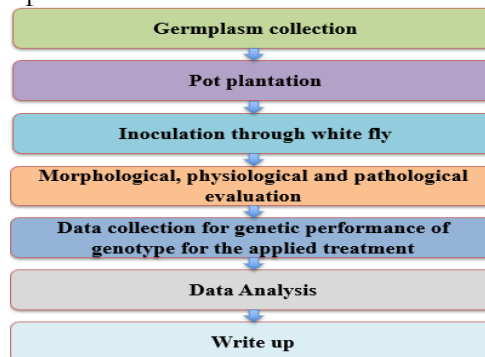 Germplasm collection
Pot plantation
Inoculation through white fly
Morphological, physiological and pathological
evaluation
Data collection for genetic performance of
genotype for the applied treatment
Data Analysis
Write up